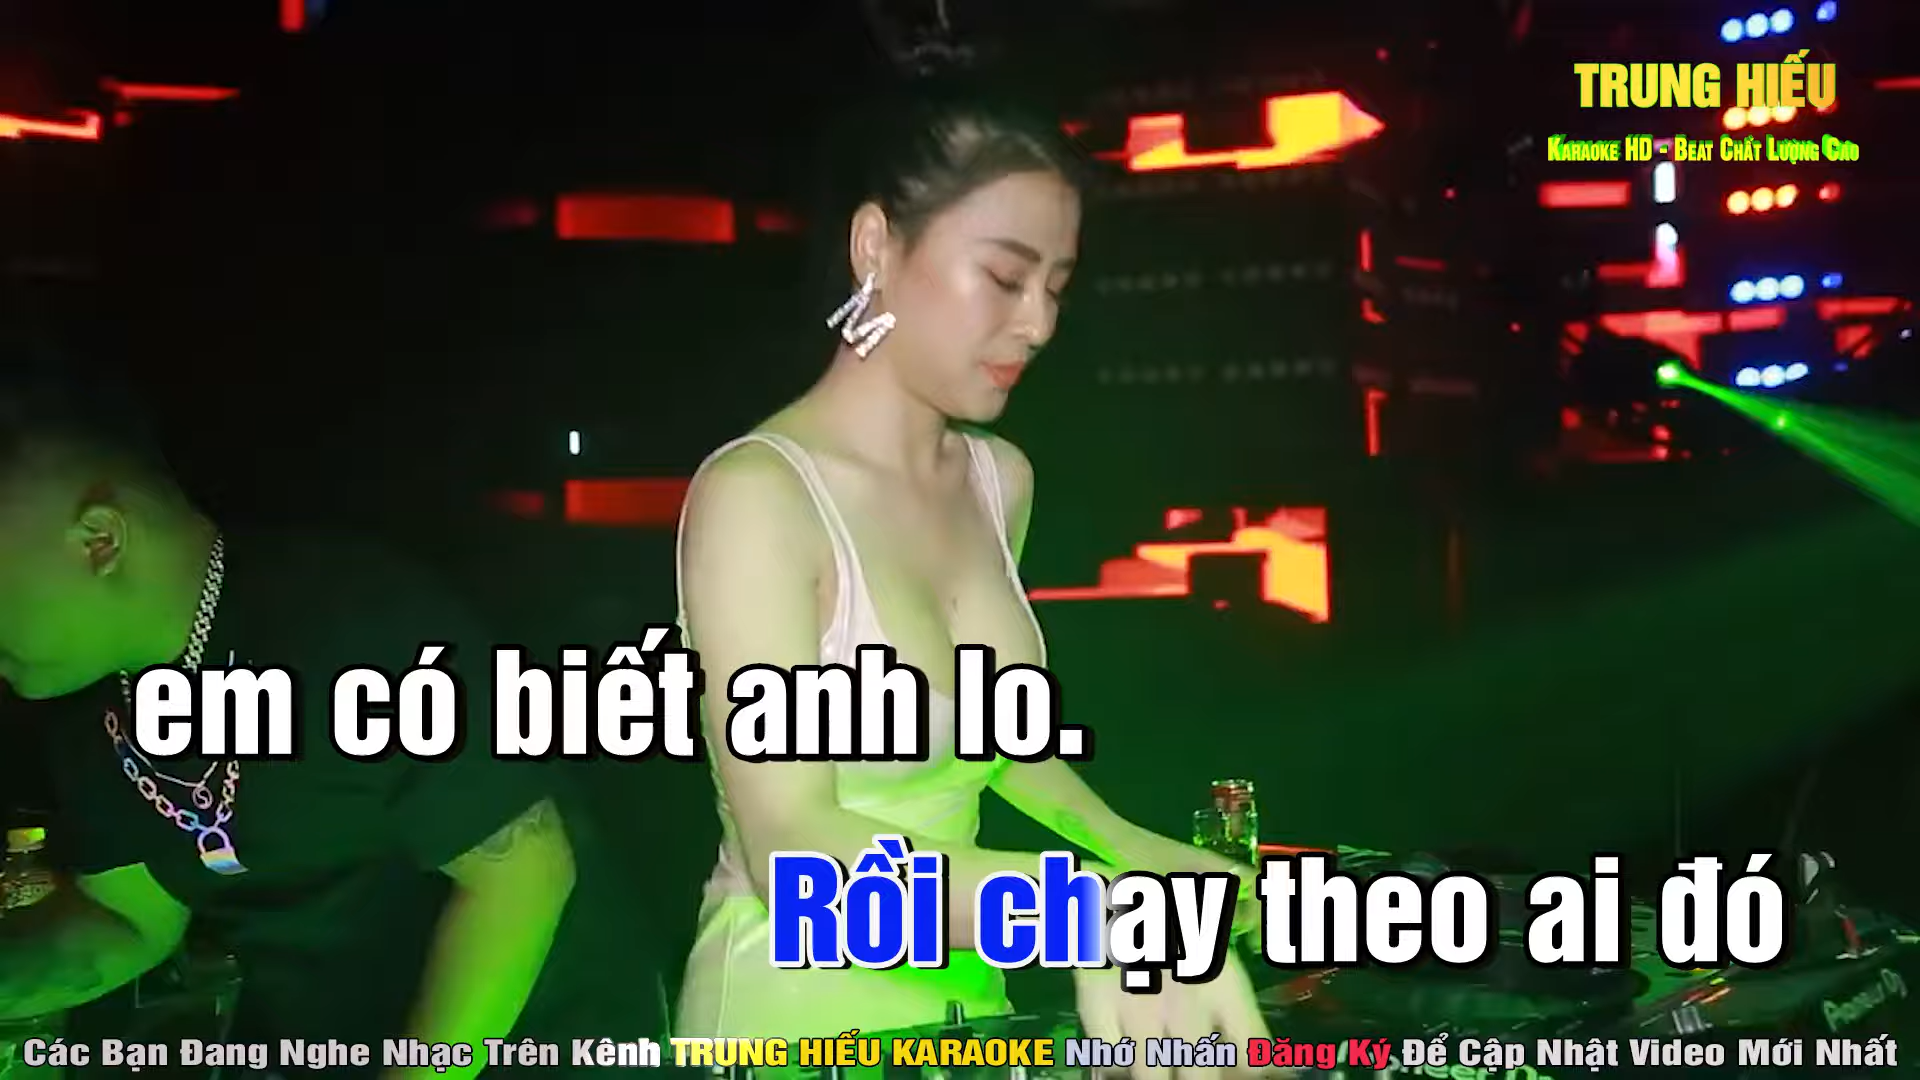 TRUNG HIẾU
KARAOKE HD - BEAT CHẤT LƯỢNG CAO
em có biết anh lo.
Rồi chạy theo ai đó
Pioneer DJ
Các Bạn Đang Nghe Nhạc Trên Kênh TRUNG HIẾU KARAOKE Nhớ Nhấn Đăng Ký Để Cập Nhật Video Mới Nhất